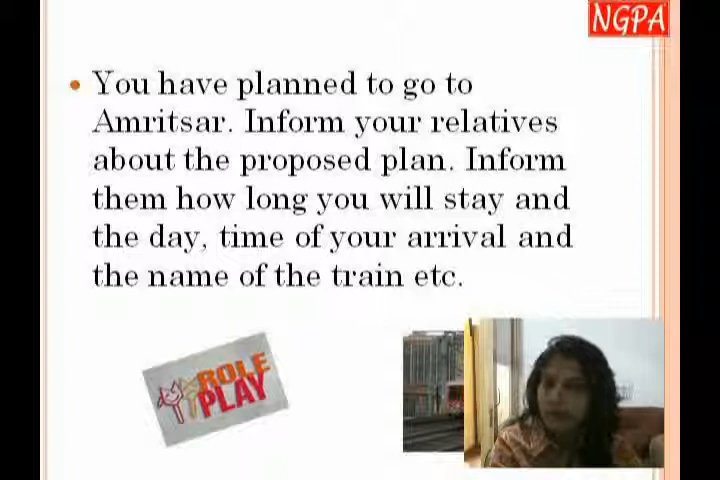 NGPA
You have planned to go to
Amritsar. Inform your relatives
about the proposed plan. Inform
them how long you will stay and
the day, time of your arrival and
the name of the train etc.
ROLE
PLAY